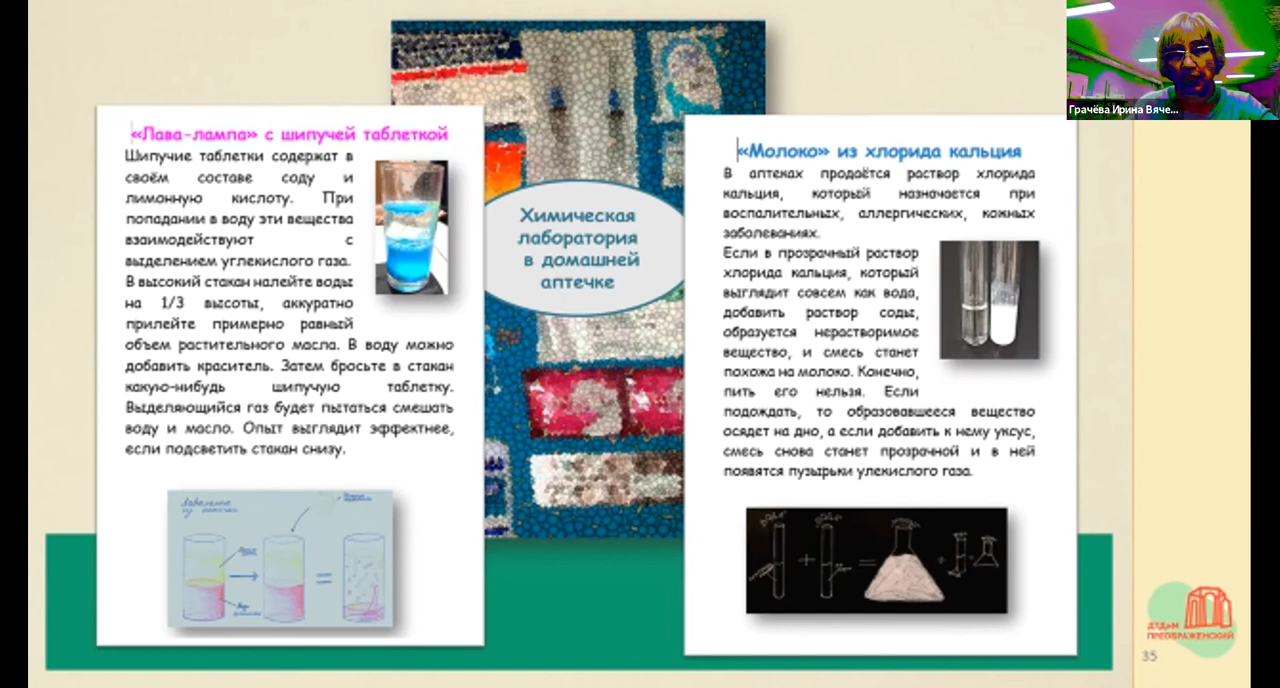 «Лава-лампа» с шипучей таблеткой
Шипучие таблетки содержат в
своём составе соду и
лимонную кислоту. При
попадании в воду эти вещества
взаимодействуют с
выделением углекислого газа.
В высокий стакан налейте воды
на 1/3 высоты, аккуратно
прилейте примерно равный
объем растительного масла. В воду можно
добавить краситель. Затем бросьте в стакан
какую-нибудь шипучую таблетку.
Выделяющийся газ будет пытаться смешать
воду и масло. Опыт выглядит эффектнее,
если подсветить стакан снизу.
Химическая
лаборатория
в домашней
аптечке
«Молоко» из хлорида кальция
В аптеках продаётся раствор хлорида
кальция, который назначается при
воспалительных, аллергических, кожных
заболеваниях.
Если в прозрачный раствор
хлорида кальция, который
выглядит совсем как вода,
добавить раствор соды,
образуется нерастворимое
вещество, и смесь станет
похожа на молоко. Конечно,
пить его нельзя. Если
подождать, то образовавшееся вещество
осядет на дно, а если добавить к нему уксус,
смесь снова станет прозрачной и в ней
появятся пузырьки улекислого газа.
Грачёва Ирина Вяче...
ДТДиМ
ПРЕОБРАЖЕНСКИЙ
35